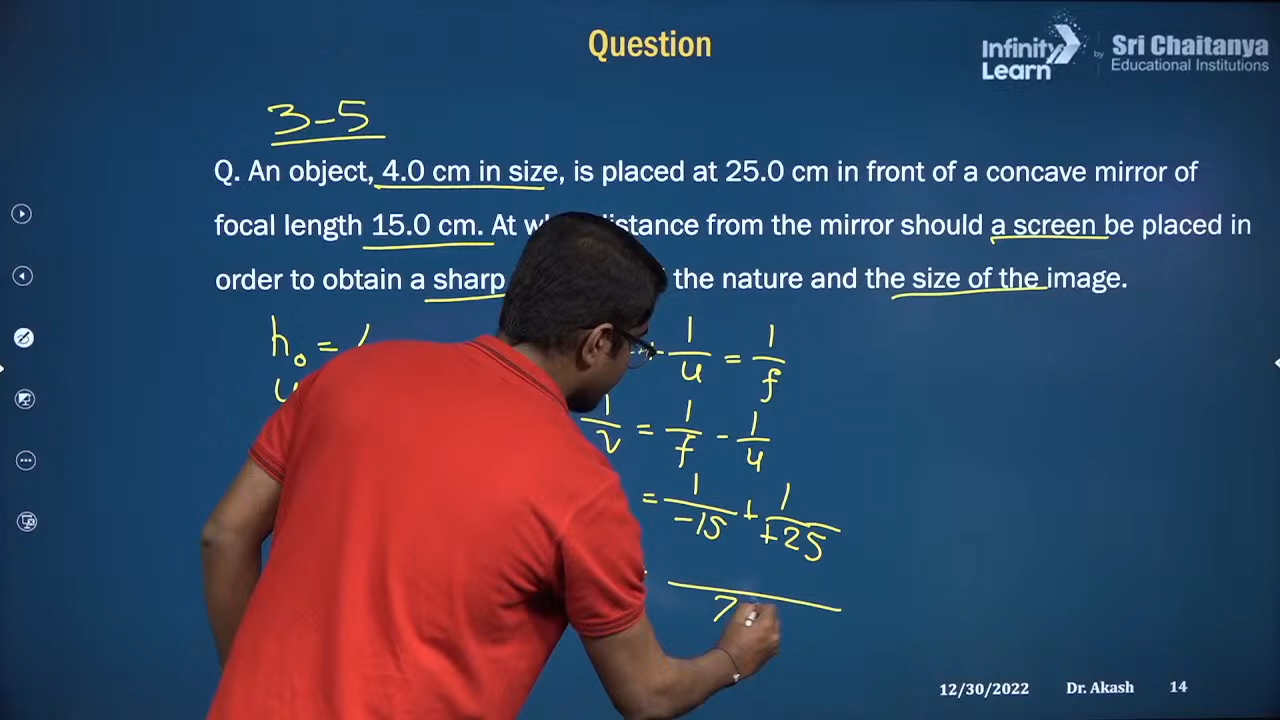 Question
Infinity Learn by Sri Chaitanya Educational Institutions
3-5
Q. An object, 4.0 cm in size, is placed at 25.0 cm in front of a concave mirror of
focal length 15.0 cm. At distance from the mirror should a screen be placed in
order to obtain a sharp the nature and the size of the image.
h₀ =
1/u = 1/f
1/v = 1/f - 1/u
= 1/-15 + 1/+25
7
12/30/2022 Dr. Akash 14